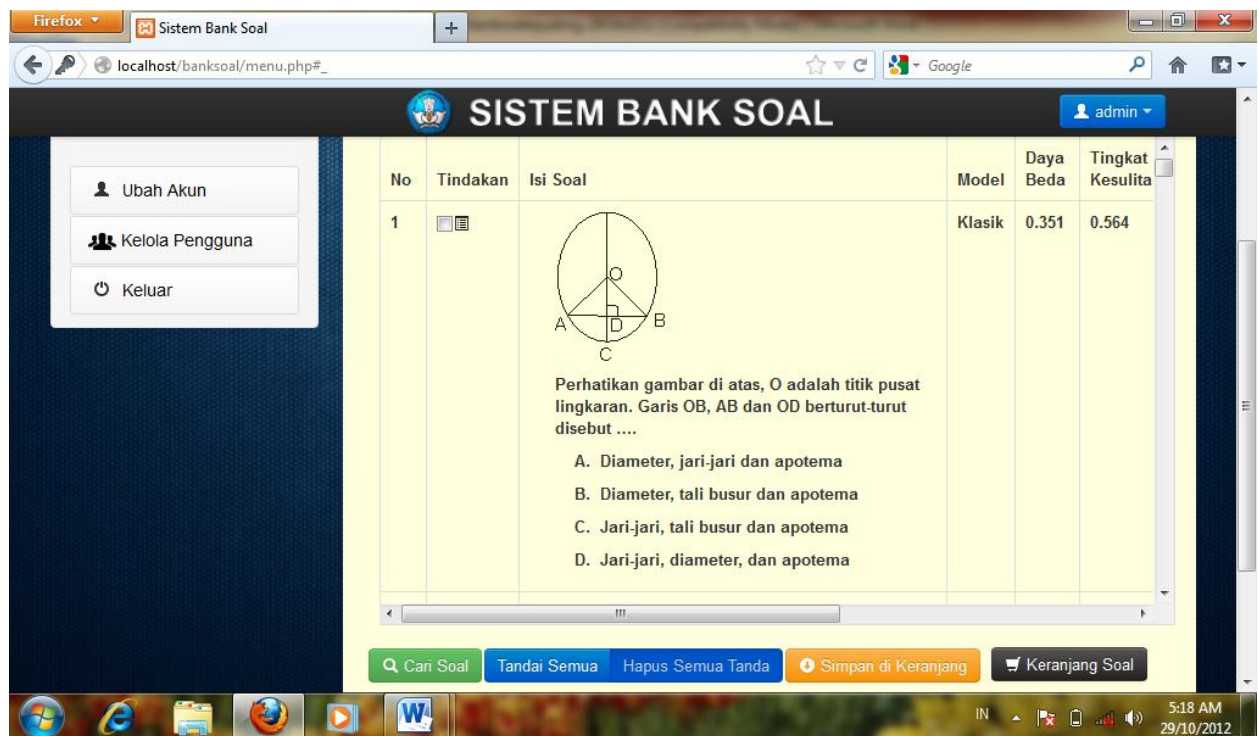 Firefox
Sistem Bank Soal
localhost/banksoal/menu.php#_
Google
SISTEM BANK SOAL
admin
Ubah Akun
Kelola Pengguna
Keluar
No Tindakan Isi Soal Model Daya Beda Tingkat Kesulita
1 Klasik 0.351 0.564
O
A D B
C
Perhatikan gambar di atas, O adalah titik pusat
lingkaran. Garis OB, AB dan OD berturut-turut
disebut ....
A. Diameter, jari-jari dan apotema
B. Diameter, tali busur dan apotema
C. Jari-jari, tali busur dan apotema
D. Jari-jari, diameter, dan apotema
Cari Soal Tandai Semua Hapus Semua Tanda Simpan di Keranjang Keranjang Soal
IN
5:18 AM
29/10/2012